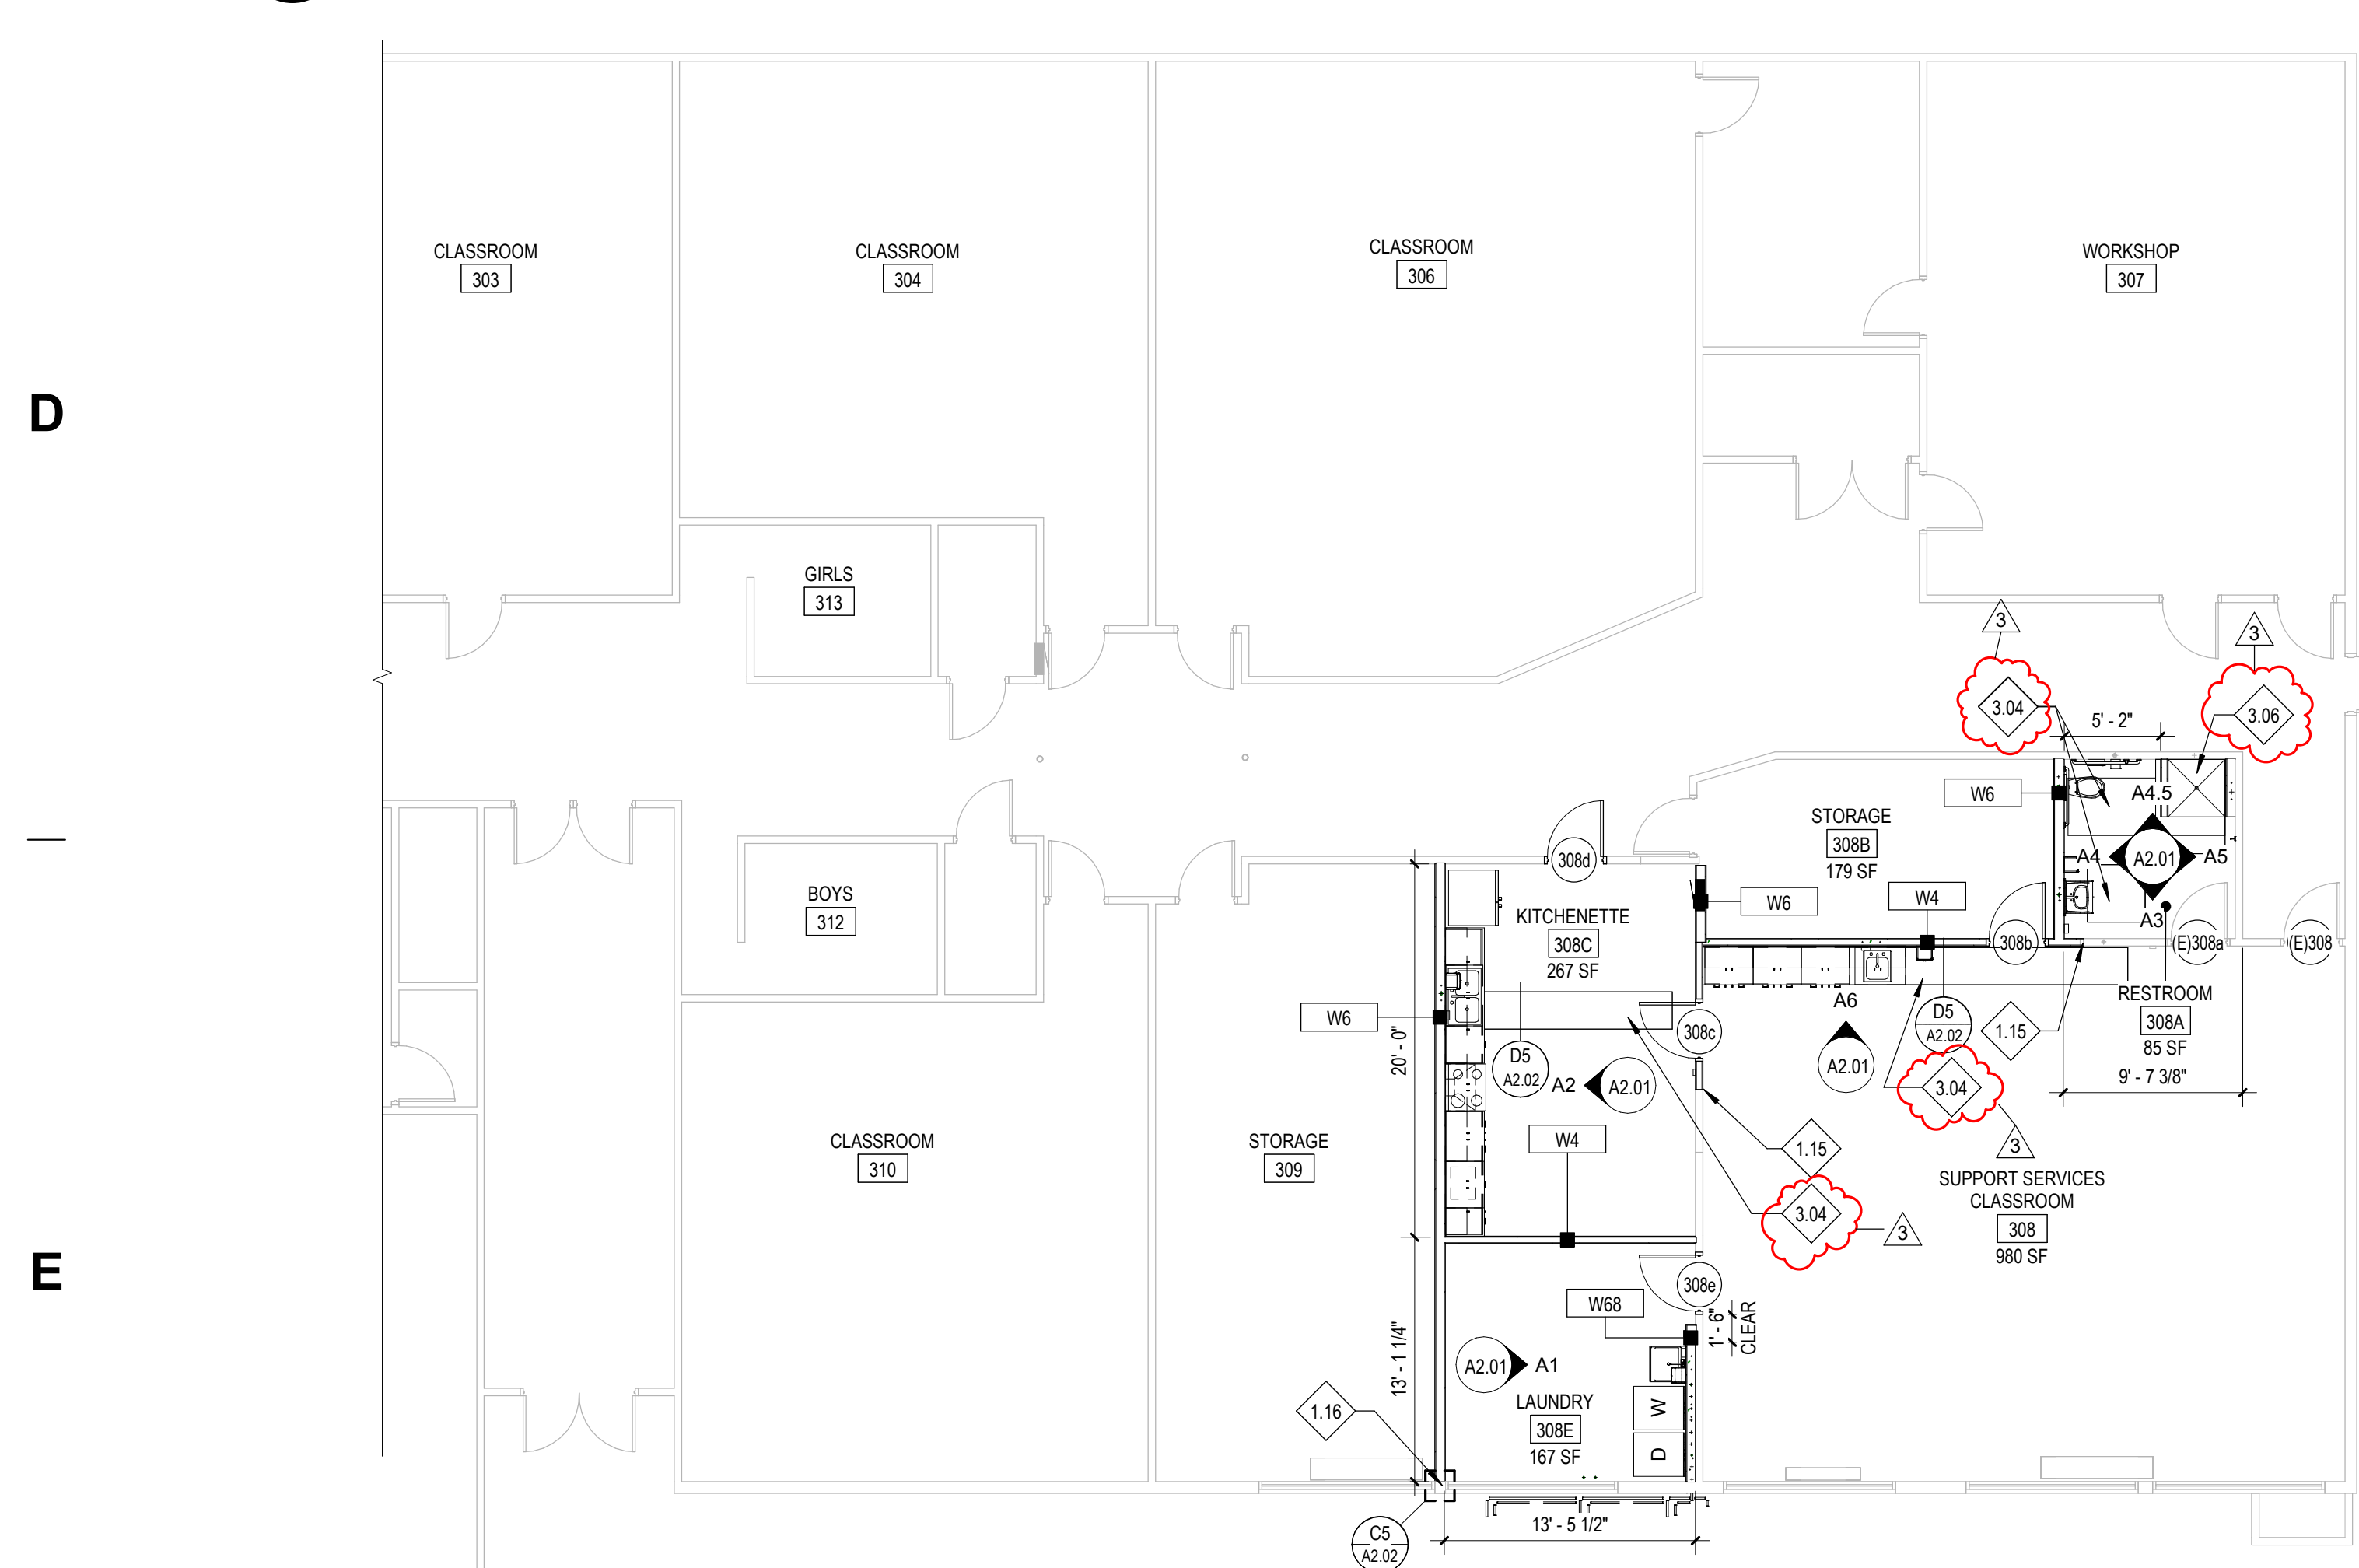 CLASSROOM
303
CLASSROOM
304
CLASSROOM
306
WORKSHOP
307
D
GIRLS
313
3
3
3.04
5' - 2"
3.06
W6
A4.5
STORAGE
308B
179 SF
A4
A2.01
A5
A3
308d
W6
W4
308b
(E)308a
(E)308
BOYS
312
KITCHENETTE
308C
267 SF
W6
20' - 0"
308c
A6
A2.01
D5
A2.02
1.15
RESTROOM
308A
85 SF
9' - 7 3/8"
D5
A2.02
A2
A2.01
3.04
3
W4
1.15
3.04
3
CLASSROOM
310
STORAGE
309
SUPPORT SERVICES
CLASSROOM
308
980 SF
E
308e
W68
1' - 6"
CLEAR
13' - 1 1/4"
A2.01
A1
1.16
LAUNDRY
308E
167 SF
W
D
C5
A2.02
13' - 5 1/2"